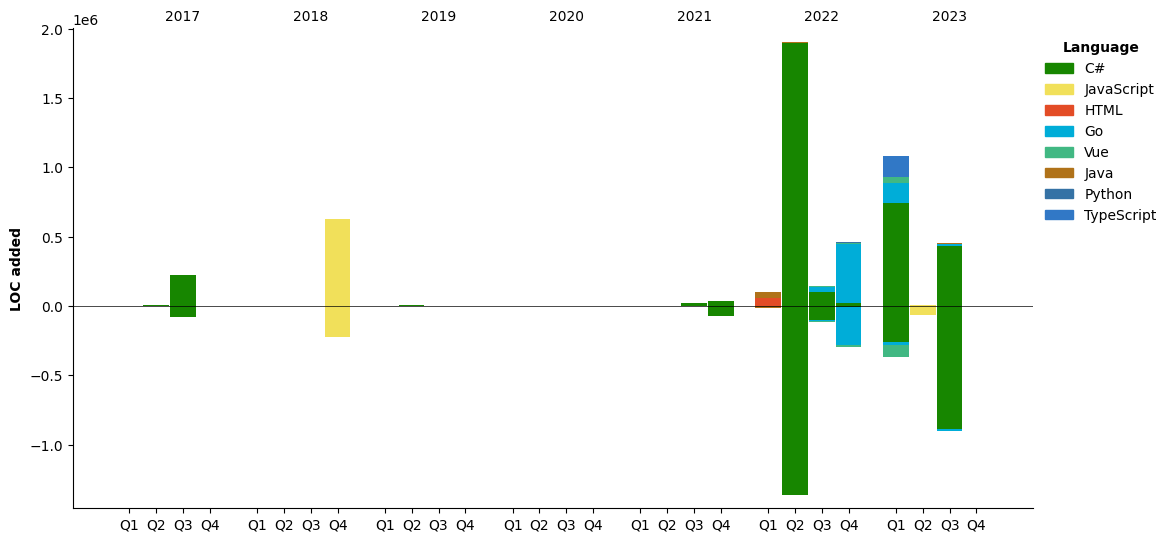 1e6
2017 2018 2019 2020 2021 2022 2023
2.0
1.5
1.0
0.5
0.0
−0.5
−1.0
LOC added
Q1 Q2 Q3 Q4 Q1 Q2 Q3 Q4 Q1 Q2 Q3 Q4 Q1 Q2 Q3 Q4 Q1 Q2 Q3 Q4 Q1 Q2 Q3 Q4 Q1 Q2 Q3 Q4
Language
C#
JavaScript
HTML
Go
Vue
Java
Python
TypeScript